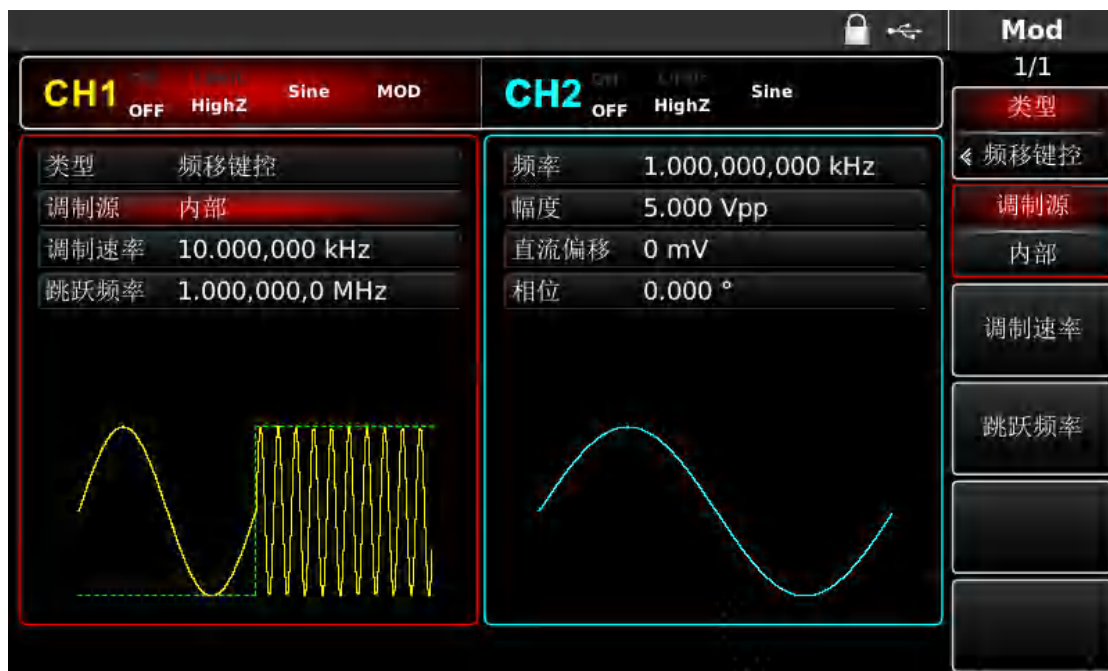 Mod
1/1
CH1 OFF HighZ Sine MOD
CH2 OFF HighZ Sine
类型
频移键控
调制源
内部
调制速率
跳跃频率
类型 频移键控
调制源 内部
调制速率 10.000,000 kHz
跳跃频率 1.000,000,0 MHz
频率 1.000,000,000 kHz
幅度 5.000 Vpp
直流偏移 0 mV
相位 0.000 °